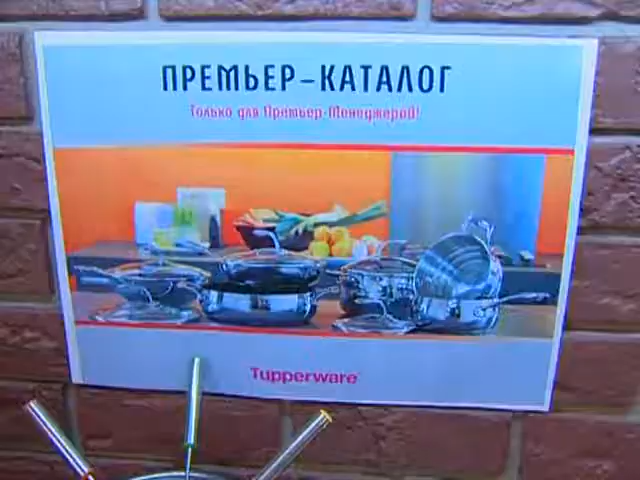 ПРЕМЬЕР-КАТАЛОГ
Только для Премьер-Менеджеров!
Tupperware